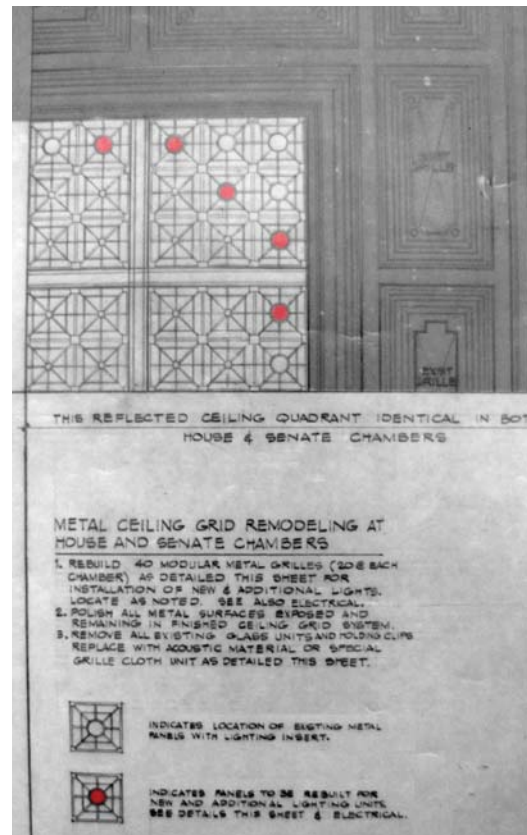 EXIST
GRILLE
EXIST
GRILLE
THIS REFLECTED CEILING QUADRANT IDENTICAL IN BOT
HOUSE & SENATE CHAMBERS
METAL CEILING GRID REMODELING AT
HOUSE AND SENATE CHAMBERS
1. REBUILD 40 MODULAR METAL GRILLES (20 @ EACH
CHAMBER) AS DETAILED THIS SHEET FOR
INSTALLATION OF NEW & ADDITIONAL LIGHTS.
LOCATE AS NOTED. SEE ALSO ELECTRICAL.
2. POLISH ALL METAL SURFACES EXPOSED AND
REMAINING IN FINISHED CEILING GRID SYSTEM.
3. REMOVE ALL EXISTING GLASS UNITS AND HOLDING CLIPS
REPLACE WITH ACOUSTIC MATERIAL OR SPECIAL
GRILLE CLOTH UNIT AS DETAILED THIS SHEET.
INDICATES LOCATION OF EXISTING METAL
PANELS WITH LIGHTING INSERT.
INDICATES PANELS TO BE REBUILT FOR
NEW AND ADDITIONAL LIGHTING UNITS
SEE DETAILS THIS SHEET & ELECTRICAL.